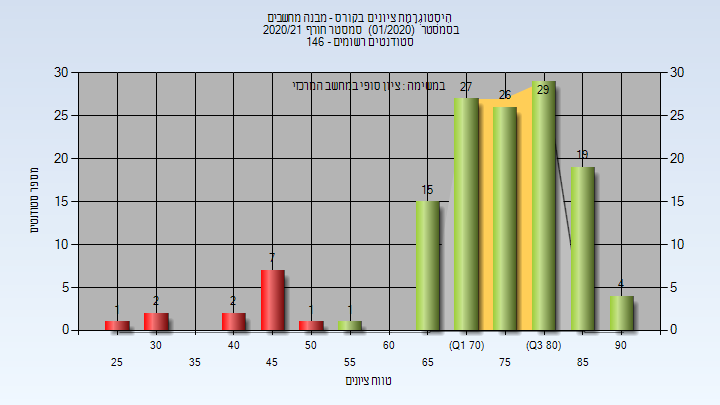 היסטוגרמת ציונים בקורס - מבנה מחשבים
בסמסטר (01/2020) סמסטר חורף 2020/21
סטודנטים רשומים - 146
במשימה : ציון סופי במחשב המרכזי
מספר סטודנטים
30 30
25 25
20 20
15 15
10 10
5 5
0 0
1 2 2 7 1 1 15 27 26 29 19 4
30 40 50 60 (Q1 70) (Q3 80) 90
25 35 45 55 65 75 85
טווח ציונים